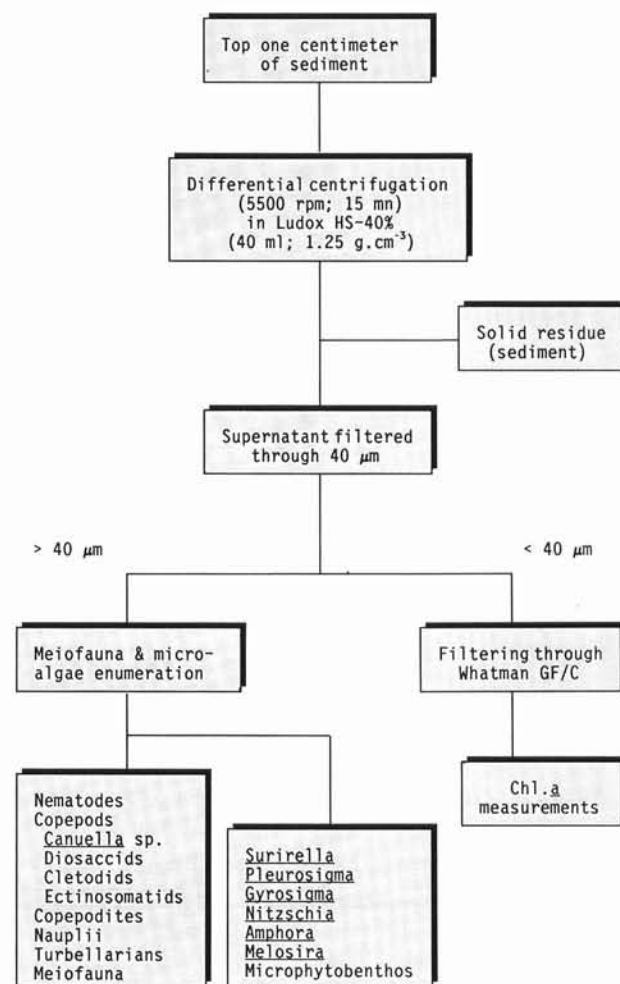 Top one centimeter
of sediment
Differential centrifugation
(5500 rpm; 15 mn)
in Ludox HS-40%
(40 ml; 1.25 g.cm⁻³)
Solid residue
(sediment)
Supernatant filtered
through 40 μm
> 40 μm
< 40 μm
Meiofauna & micro-
algae enumeration
Filtering through
Whatman GF/C
Chl.a
measurements
Nematodes
Copepods
Canuella sp.
Diosaccids
Cletodids
Ectinosomatids
Copepodites
Nauplii
Turbellarians
Meiofauna
Surirella
Pleurosigma
Gyrosigma
Nitzschia
Amphora
Melosira
Microphytobenthos